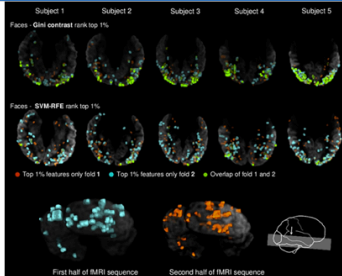 Subject 1 Subject 2 Subject 3 Subject 4 Subject 5
Faces - Gini contrast rank top 1%
Faces - SVM-RFE rank top 1%
Top 1% features only fold 1 Top 1% features only fold 2 Overlap of fold 1 and 2
First half of fMRI sequence Second half of fMRI sequence